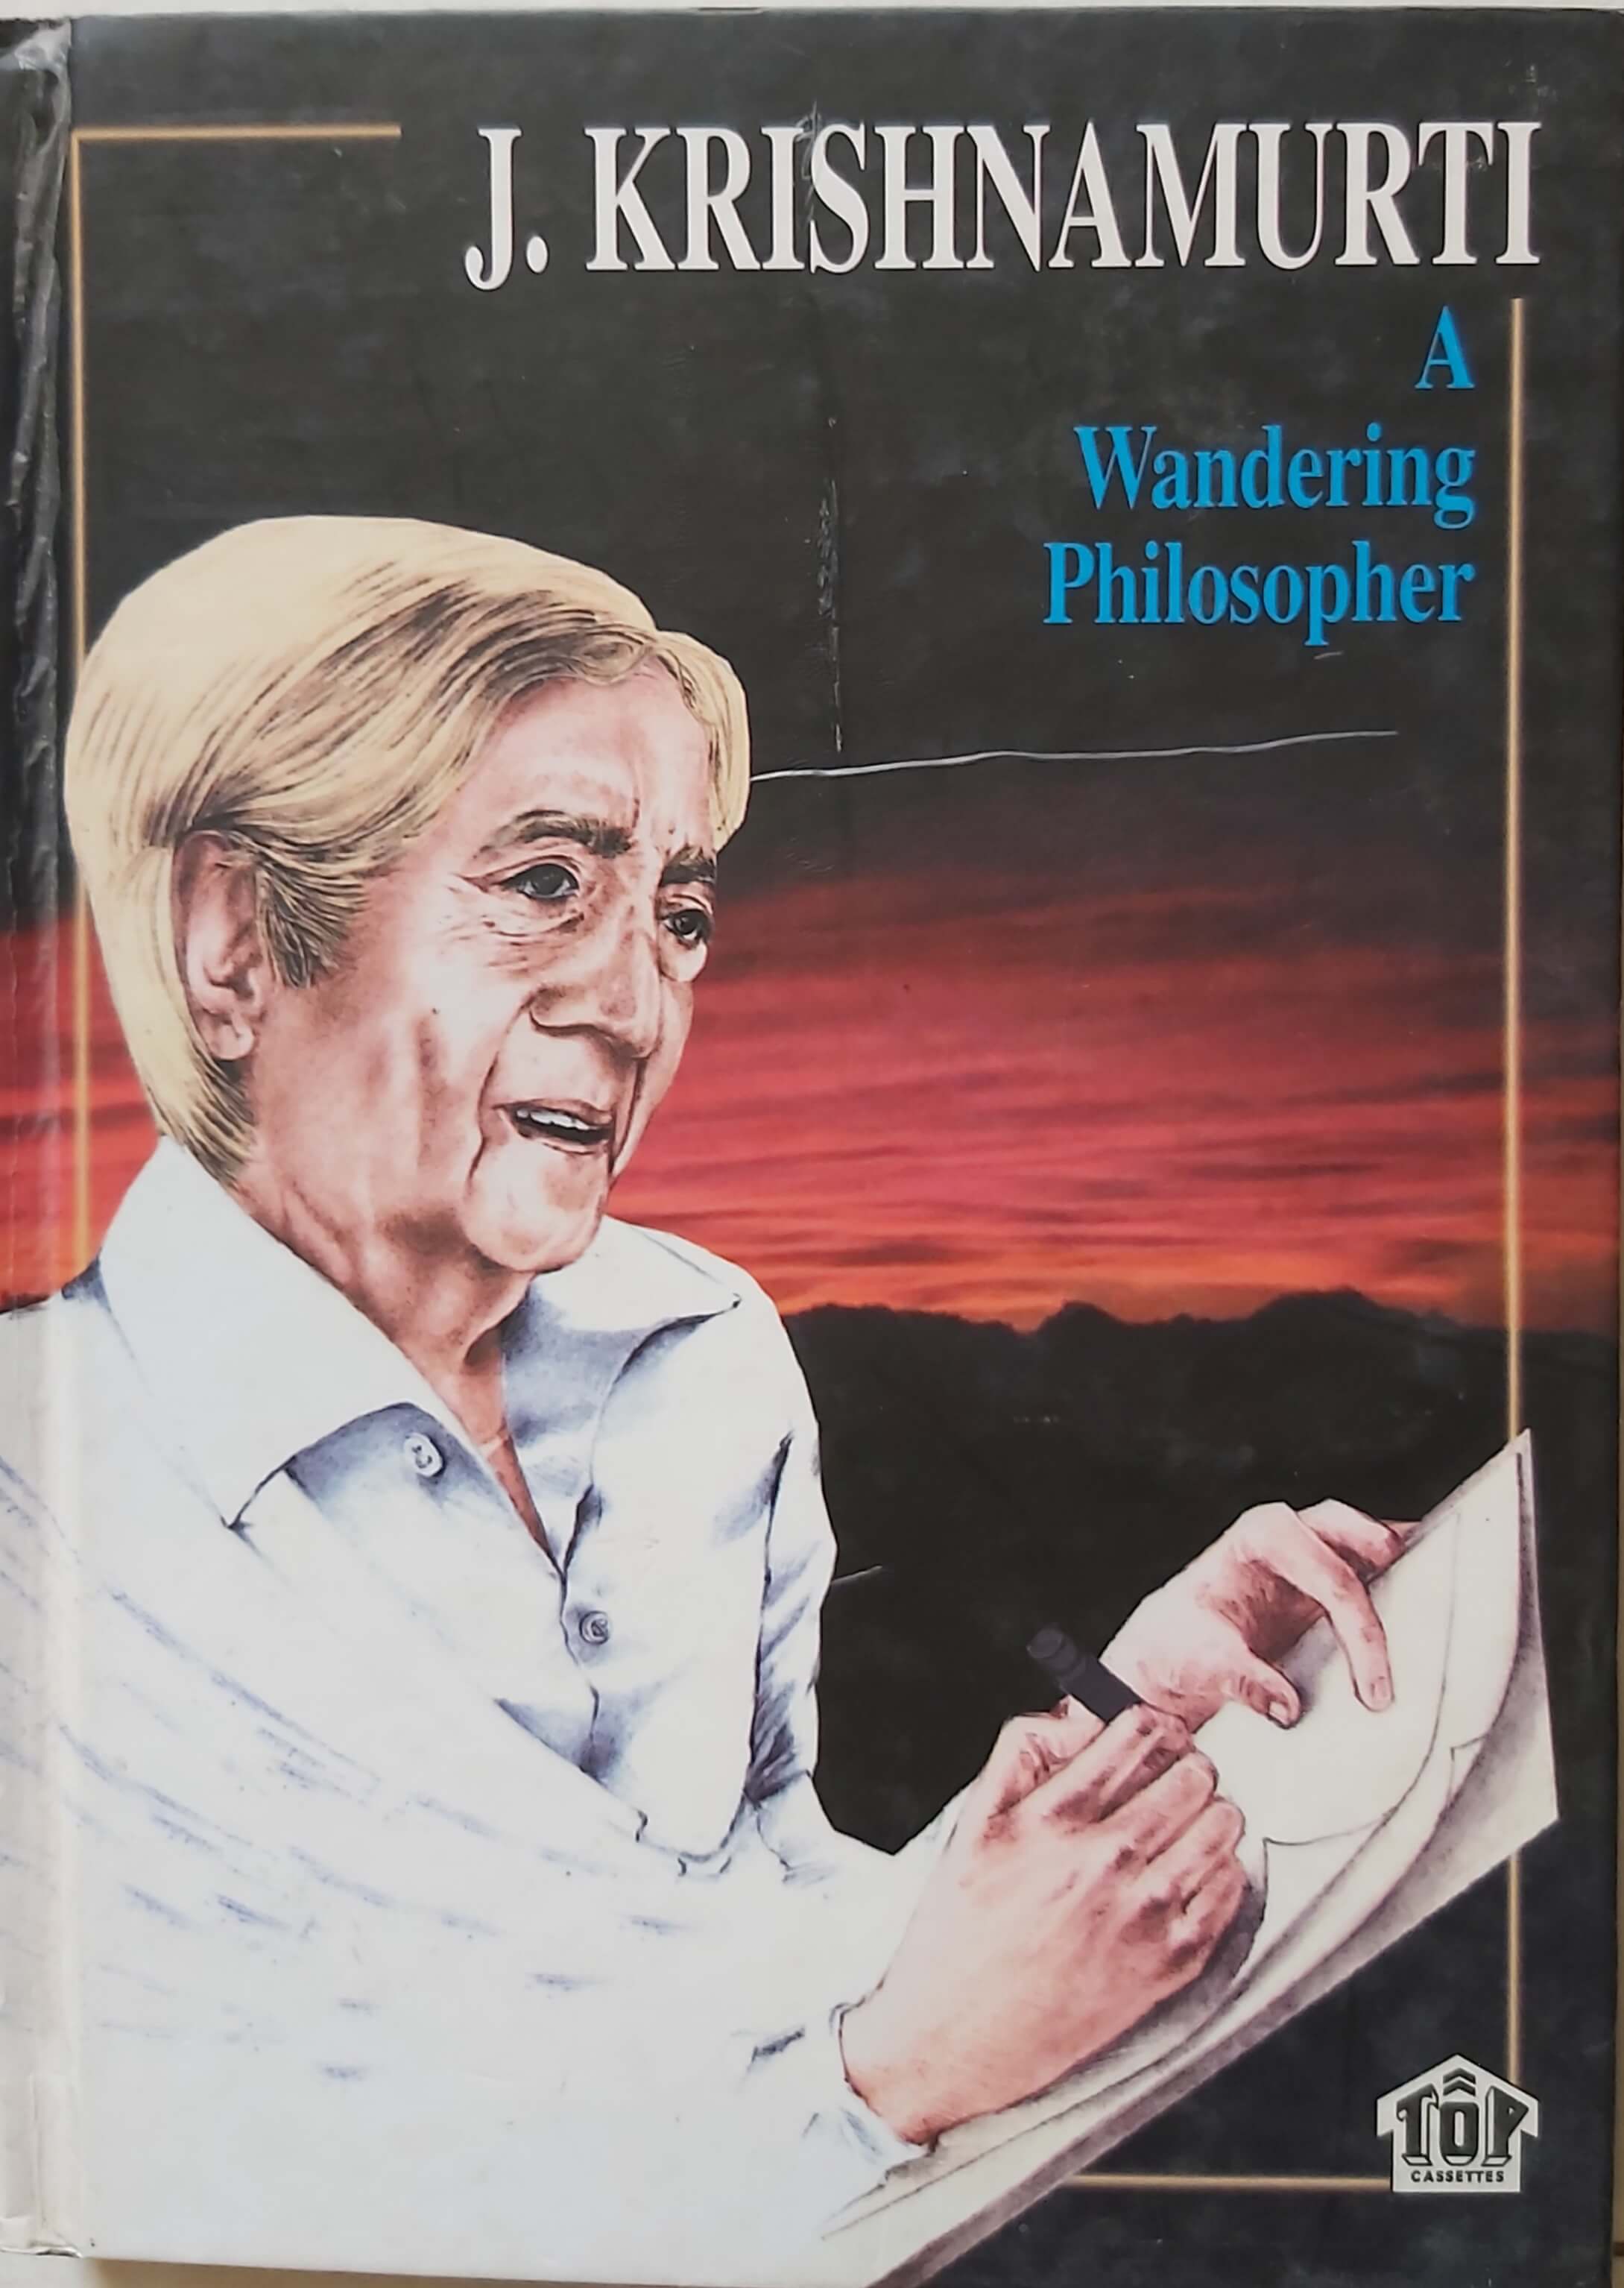 J. KRISHNAMURTI
A
Wandering
Philosopher
TOP
CASSETTES